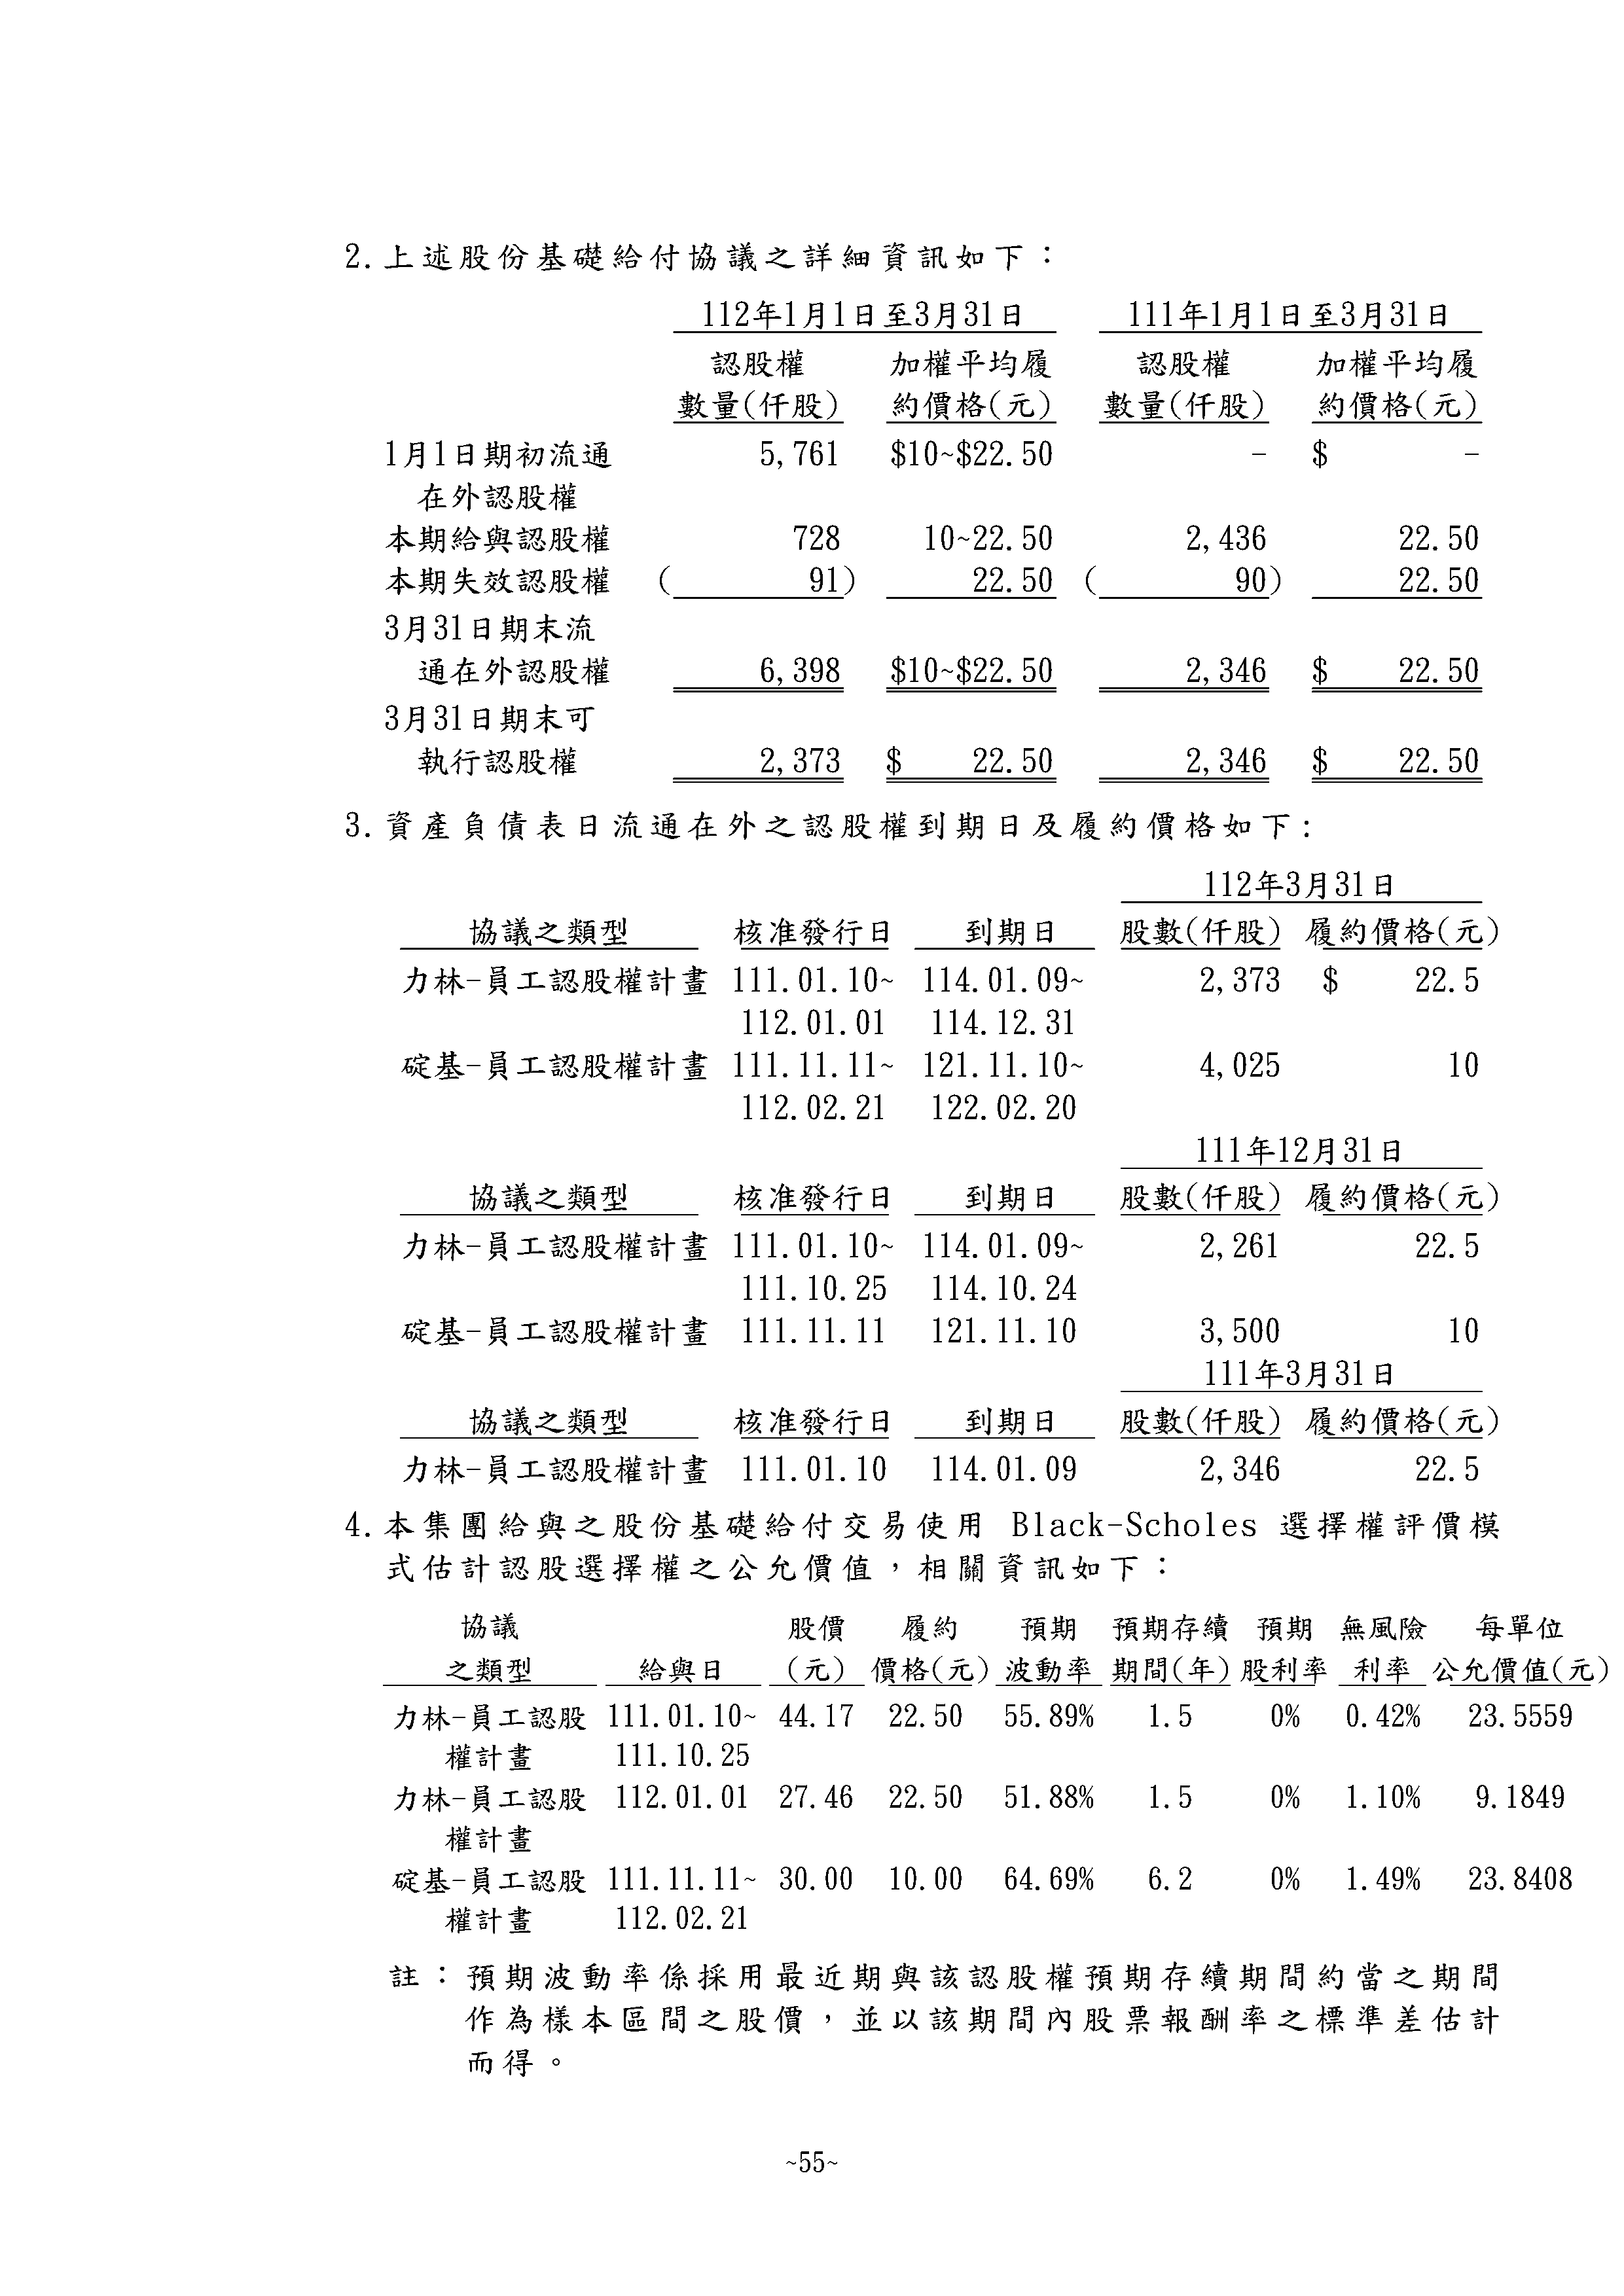 2.上述股份基礎給付協議之詳細資訊如下：
112年1月1日至3月31日 111年1月1日至3月31日
認股權 加權平均履 認股權 加權平均履
數量(仟股) 約價格(元) 數量(仟股) 約價格(元)
1月1日期初流通 5,761 $10~$22.50 - $ -
在外認股權
本期給與認股權 728 10~22.50 2,436 22.50
本期失效認股權 ( 91) 22.50 ( 90) 22.50
3月31日期末流
通在外認股權 6,398 $10~$22.50 2,346 $ 22.50
3月31日期末可
執行認股權 2,373 $ 22.50 2,346 $ 22.50
3.資產負債表日流通在外之認股權到期日及履約價格如下:
112年3月31日
協議之類型 核准發行日 到期日 股數(仟股) 履約價格(元)
力林-員工認股權計畫 111.01.10~ 114.01.09~ 2,373 $ 22.5
112.01.01 114.12.31
碇基-員工認股權計畫 111.11.11~ 121.11.10~ 4,025 10
112.02.21 122.02.20
111年12月31日
協議之類型 核准發行日 到期日 股數(仟股) 履約價格(元)
力林-員工認股權計畫 111.01.10~ 114.01.09~ 2,261 22.5
111.10.25 114.10.24
碇基-員工認股權計畫 111.11.11 121.11.10 3,500 10
111年3月31日
協議之類型 核准發行日 到期日 股數(仟股) 履約價格(元)
力林-員工認股權計畫 111.01.10 114.01.09 2,346 22.5
4.本集團給與之股份基礎給付交易使用 Black-Scholes 選擇權評價模
式估計認股選擇權之公允價值，相關資訊如下：
協議 股價 履約 預期 預期存續 預期 無風險 每單位
之類型 給與日 (元) 價格(元) 波動率 期間(年) 股利率 利率 公允價值(元)
力林-員工認股 111.01.10~ 44.17 22.50 55.89% 1.5 0% 0.42% 23.5559
權計畫 111.10.25
力林-員工認股 112.01.01 27.46 22.50 51.88% 1.5 0% 1.10% 9.1849
權計畫
碇基-員工認股 111.11.11~ 30.00 10.00 64.69% 6.2 0% 1.49% 23.8408
權計畫 112.02.21
註：預期波動率係採用最近期與該認股權預期存續期間約當之期間
作為樣本區間之股價，並以該期間內股票報酬率之標準差估計
而得。
~55~